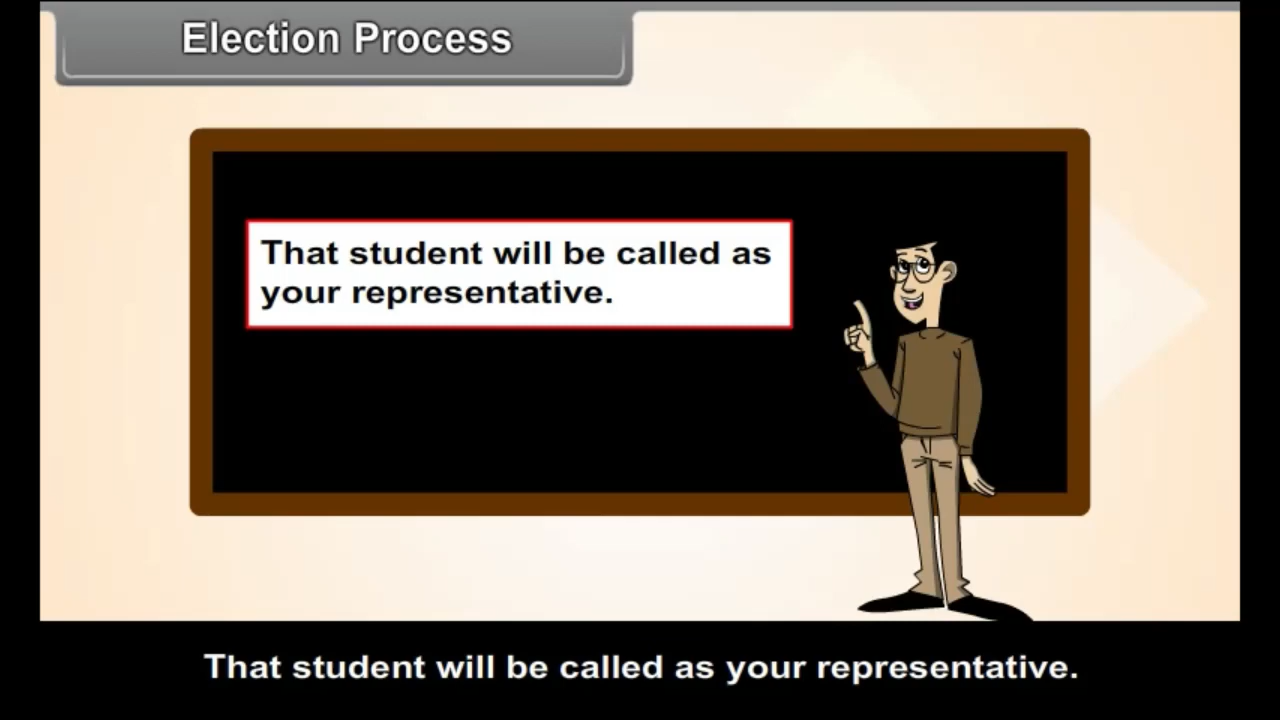 Election Process
That student will be called as
your representative.
That student will be called as your representative.